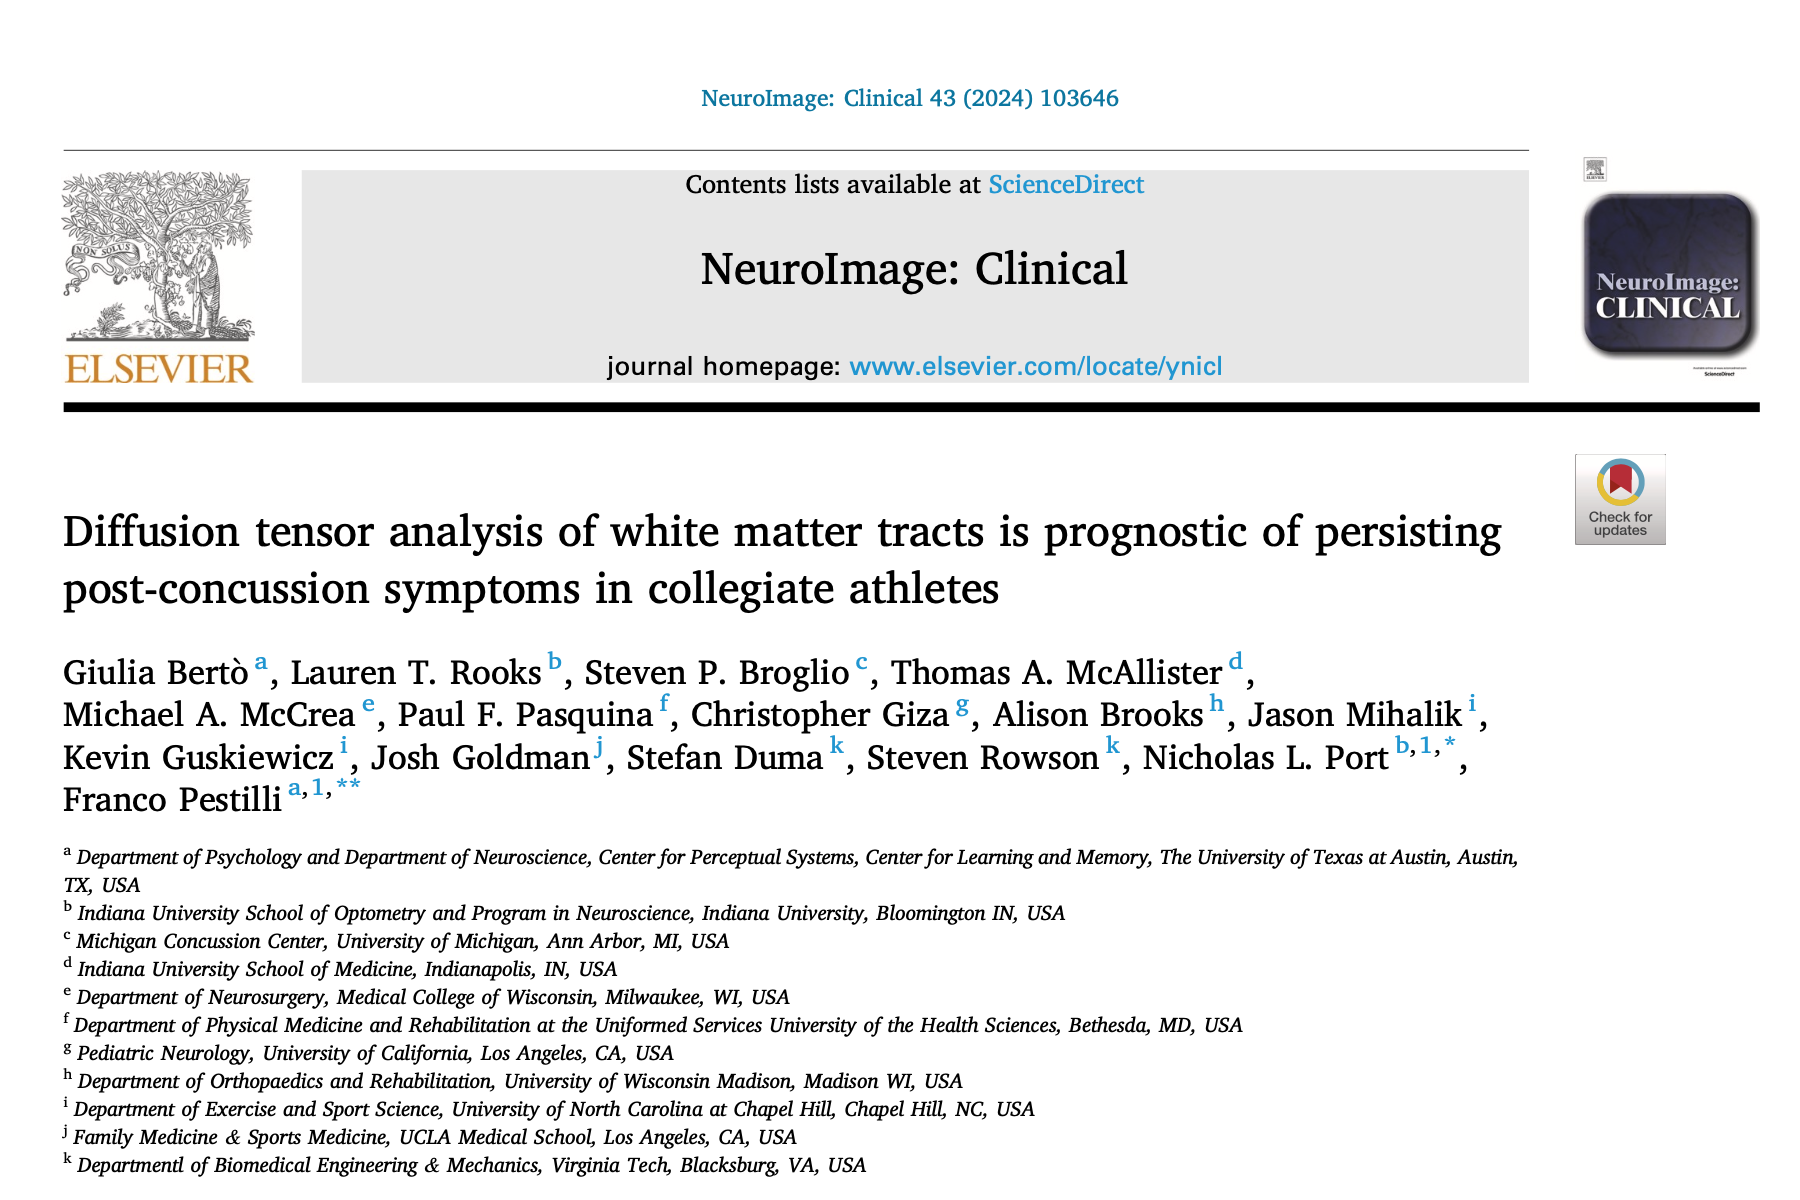 NeuroImage: Clinical 43 (2024) 103646
Contents lists available at ScienceDirect
NeuroImage: Clinical
journal homepage: www.elsevier.com/locate/ynicl
NON SOLUS
ELSEVIER
ELSEVIER
NeuroImage:
CLINICAL
ScienceDirect
Check for
updates
Diffusion tensor analysis of white matter tracts is prognostic of persisting
post-concussion symptoms in collegiate athletes
Giulia Bertò a, Lauren T. Rooks b, Steven P. Broglio c, Thomas A. McAllister d,
Michael A. McCrea e, Paul F. Pasquina f, Christopher Giza g, Alison Brooks h, Jason Mihalik i,
Kevin Guskiewicz i, Josh Goldman j, Stefan Duma k, Steven Rowson k, Nicholas L. Port b,1,*,
Franco Pestilli a,1,**
a Department of Psychology and Department of Neuroscience, Center for Perceptual Systems, Center for Learning and Memory, The University of Texas at Austin, Austin,
TX, USA
b Indiana University School of Optometry and Program in Neuroscience, Indiana University, Bloomington IN, USA
c Michigan Concussion Center, University of Michigan, Ann Arbor, MI, USA
d Indiana University School of Medicine, Indianapolis, IN, USA
e Department of Neurosurgery, Medical College of Wisconsin, Milwaukee, WI, USA
f Department of Physical Medicine and Rehabilitation at the Uniformed Services University of the Health Sciences, Bethesda, MD, USA
g Pediatric Neurology, University of California, Los Angeles, CA, USA
h Department of Orthopaedics and Rehabilitation, University of Wisconsin Madison, Madison WI, USA
i Department of Exercise and Sport Science, University of North Carolina at Chapel Hill, Chapel Hill, NC, USA
j Family Medicine & Sports Medicine, UCLA Medical School, Los Angeles, CA, USA
k Departmentl of Biomedical Engineering & Mechanics, Virginia Tech, Blacksburg, VA, USA